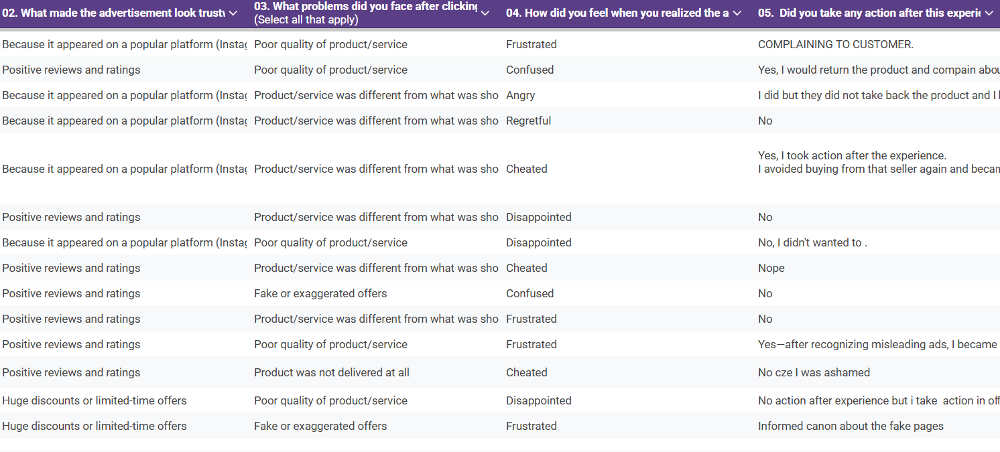 02. What made the advertisement look trustw
03. What problems did you face after clicking
(Select all that apply)
04. How did you feel when you realized the a
05. Did you take any action after this experie
Because it appeared on a popular platform (Instag Poor quality of product/service Frustrated COMPLAINING TO CUSTOMER.
Positive reviews and ratings Poor quality of product/service Confused Yes, I would return the product and compain abou
Because it appeared on a popular platform (Instag Product/service was different from what was sho Angry I did but they did not take back the product and I
Because it appeared on a popular platform (Instag Product/service was different from what was sho Regretful No
Because it appeared on a popular platform (Instag Product/service was different from what was sho Cheated Yes, I took action after the experience.
I avoided buying from that seller again and becam
Positive reviews and ratings Product/service was different from what was sho Disappointed No
Because it appeared on a popular platform (Instag Poor quality of product/service Disappointed No, I didn't wanted to .
Positive reviews and ratings Product/service was different from what was sho Cheated Nope
Positive reviews and ratings Fake or exaggerated offers Confused No
Positive reviews and ratings Product/service was different from what was sho Frustrated No
Positive reviews and ratings Poor quality of product/service Frustrated Yes—after recognizing misleading ads, I became
Positive reviews and ratings Product was not delivered at all Cheated No cze I was ashamed
Huge discounts or limited-time offers Poor quality of product/service Disappointed No action after experience but i take action in off
Huge discounts or limited-time offers Fake or exaggerated offers Frustrated Informed canon about the fake pages